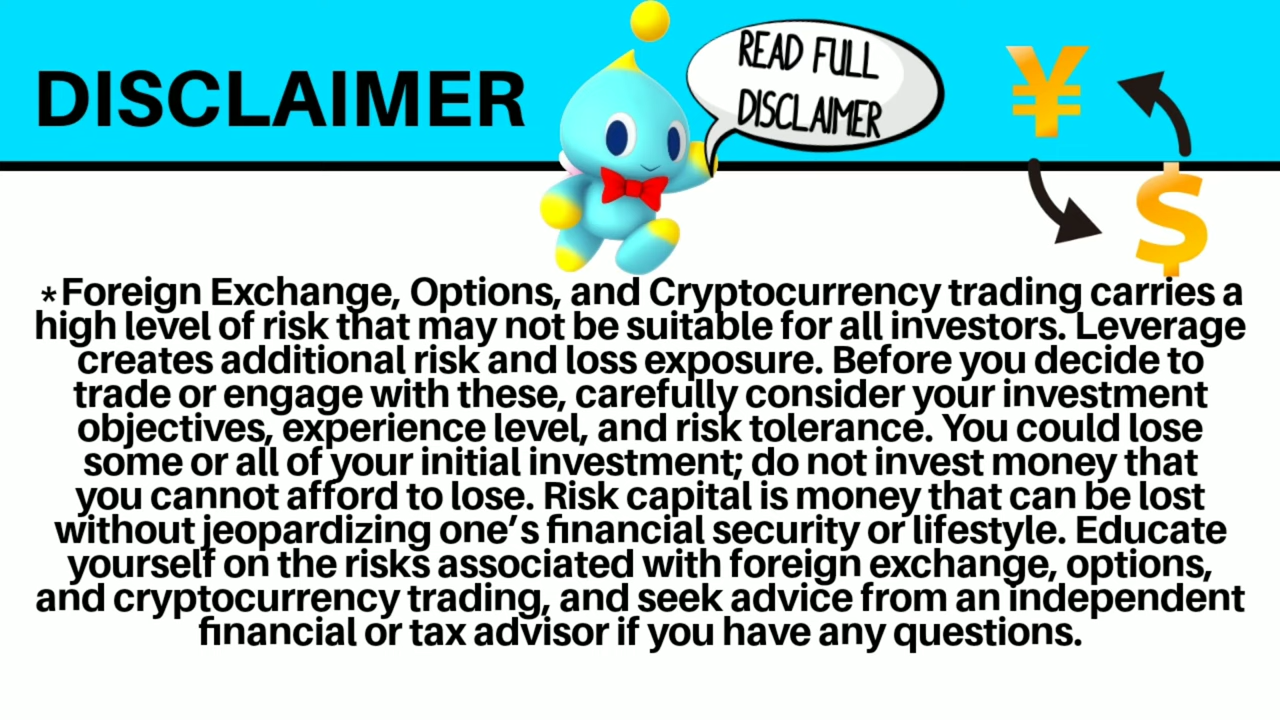 DISCLAIMER
READ FULL
DISCLAIMER
¥
$
*Foreign Exchange, Options, and Cryptocurrency trading carries a
high level of risk that may not be suitable for all investors. Leverage
creates additional risk and loss exposure. Before you decide to
trade or engage with these, carefully consider your investment
objectives, experience level, and risk tolerance. You could lose
some or all of your initial investment; do not invest money that
you cannot afford to lose. Risk capital is money that can be lost
without jeopardizing one’s financial security or lifestyle. Educate
yourself on the risks associated with foreign exchange, options,
and cryptocurrency trading, and seek advice from an independent
financial or tax advisor if you have any questions.